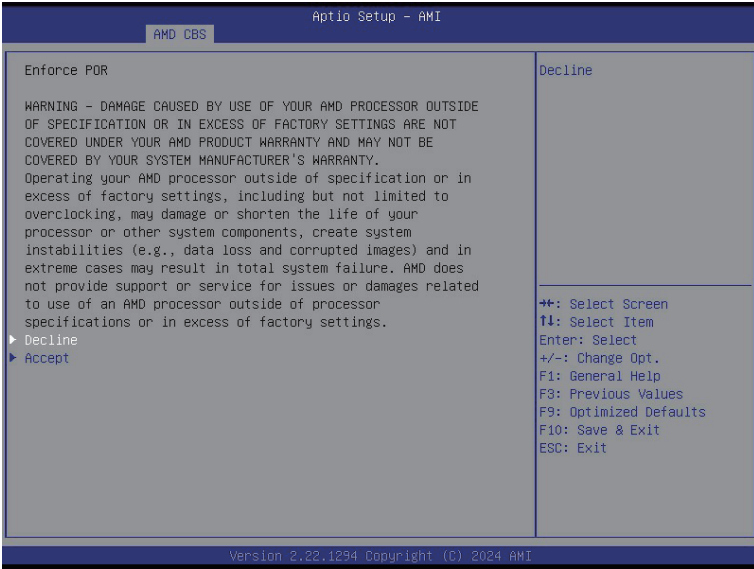 Aptio Setup – AMI
AMD CBS
Enforce POR
WARNING – DAMAGE CAUSED BY USE OF YOUR AMD PROCESSOR OUTSIDE
OF SPECIFICATION OR IN EXCESS OF FACTORY SETTINGS ARE NOT
COVERED UNDER YOUR AMD PRODUCT WARRANTY AND MAY NOT BE
COVERED BY YOUR SYSTEM MANUFACTURER'S WARRANTY.
Operating your AMD processor outside of specification or in
excess of factory settings, including but not limited to
overclocking, may damage or shorten the life of your
processor or other system components, create system
instabilities (e.g., data loss and corrupted images) and in
extreme cases may result in total system failure. AMD does
not provide support or service for issues or damages related
to use of an AMD processor outside of processor
specifications or in excess of factory settings.
Decline
Accept
Decline
→←: Select Screen
↑↓: Select Item
Enter: Select
+/-: Change Opt.
F1: General Help
F3: Previous Values
F9: Optimized Defaults
F10: Save & Exit
ESC: Exit
Version 2.22.1294 Copyright (C) 2024 AMI